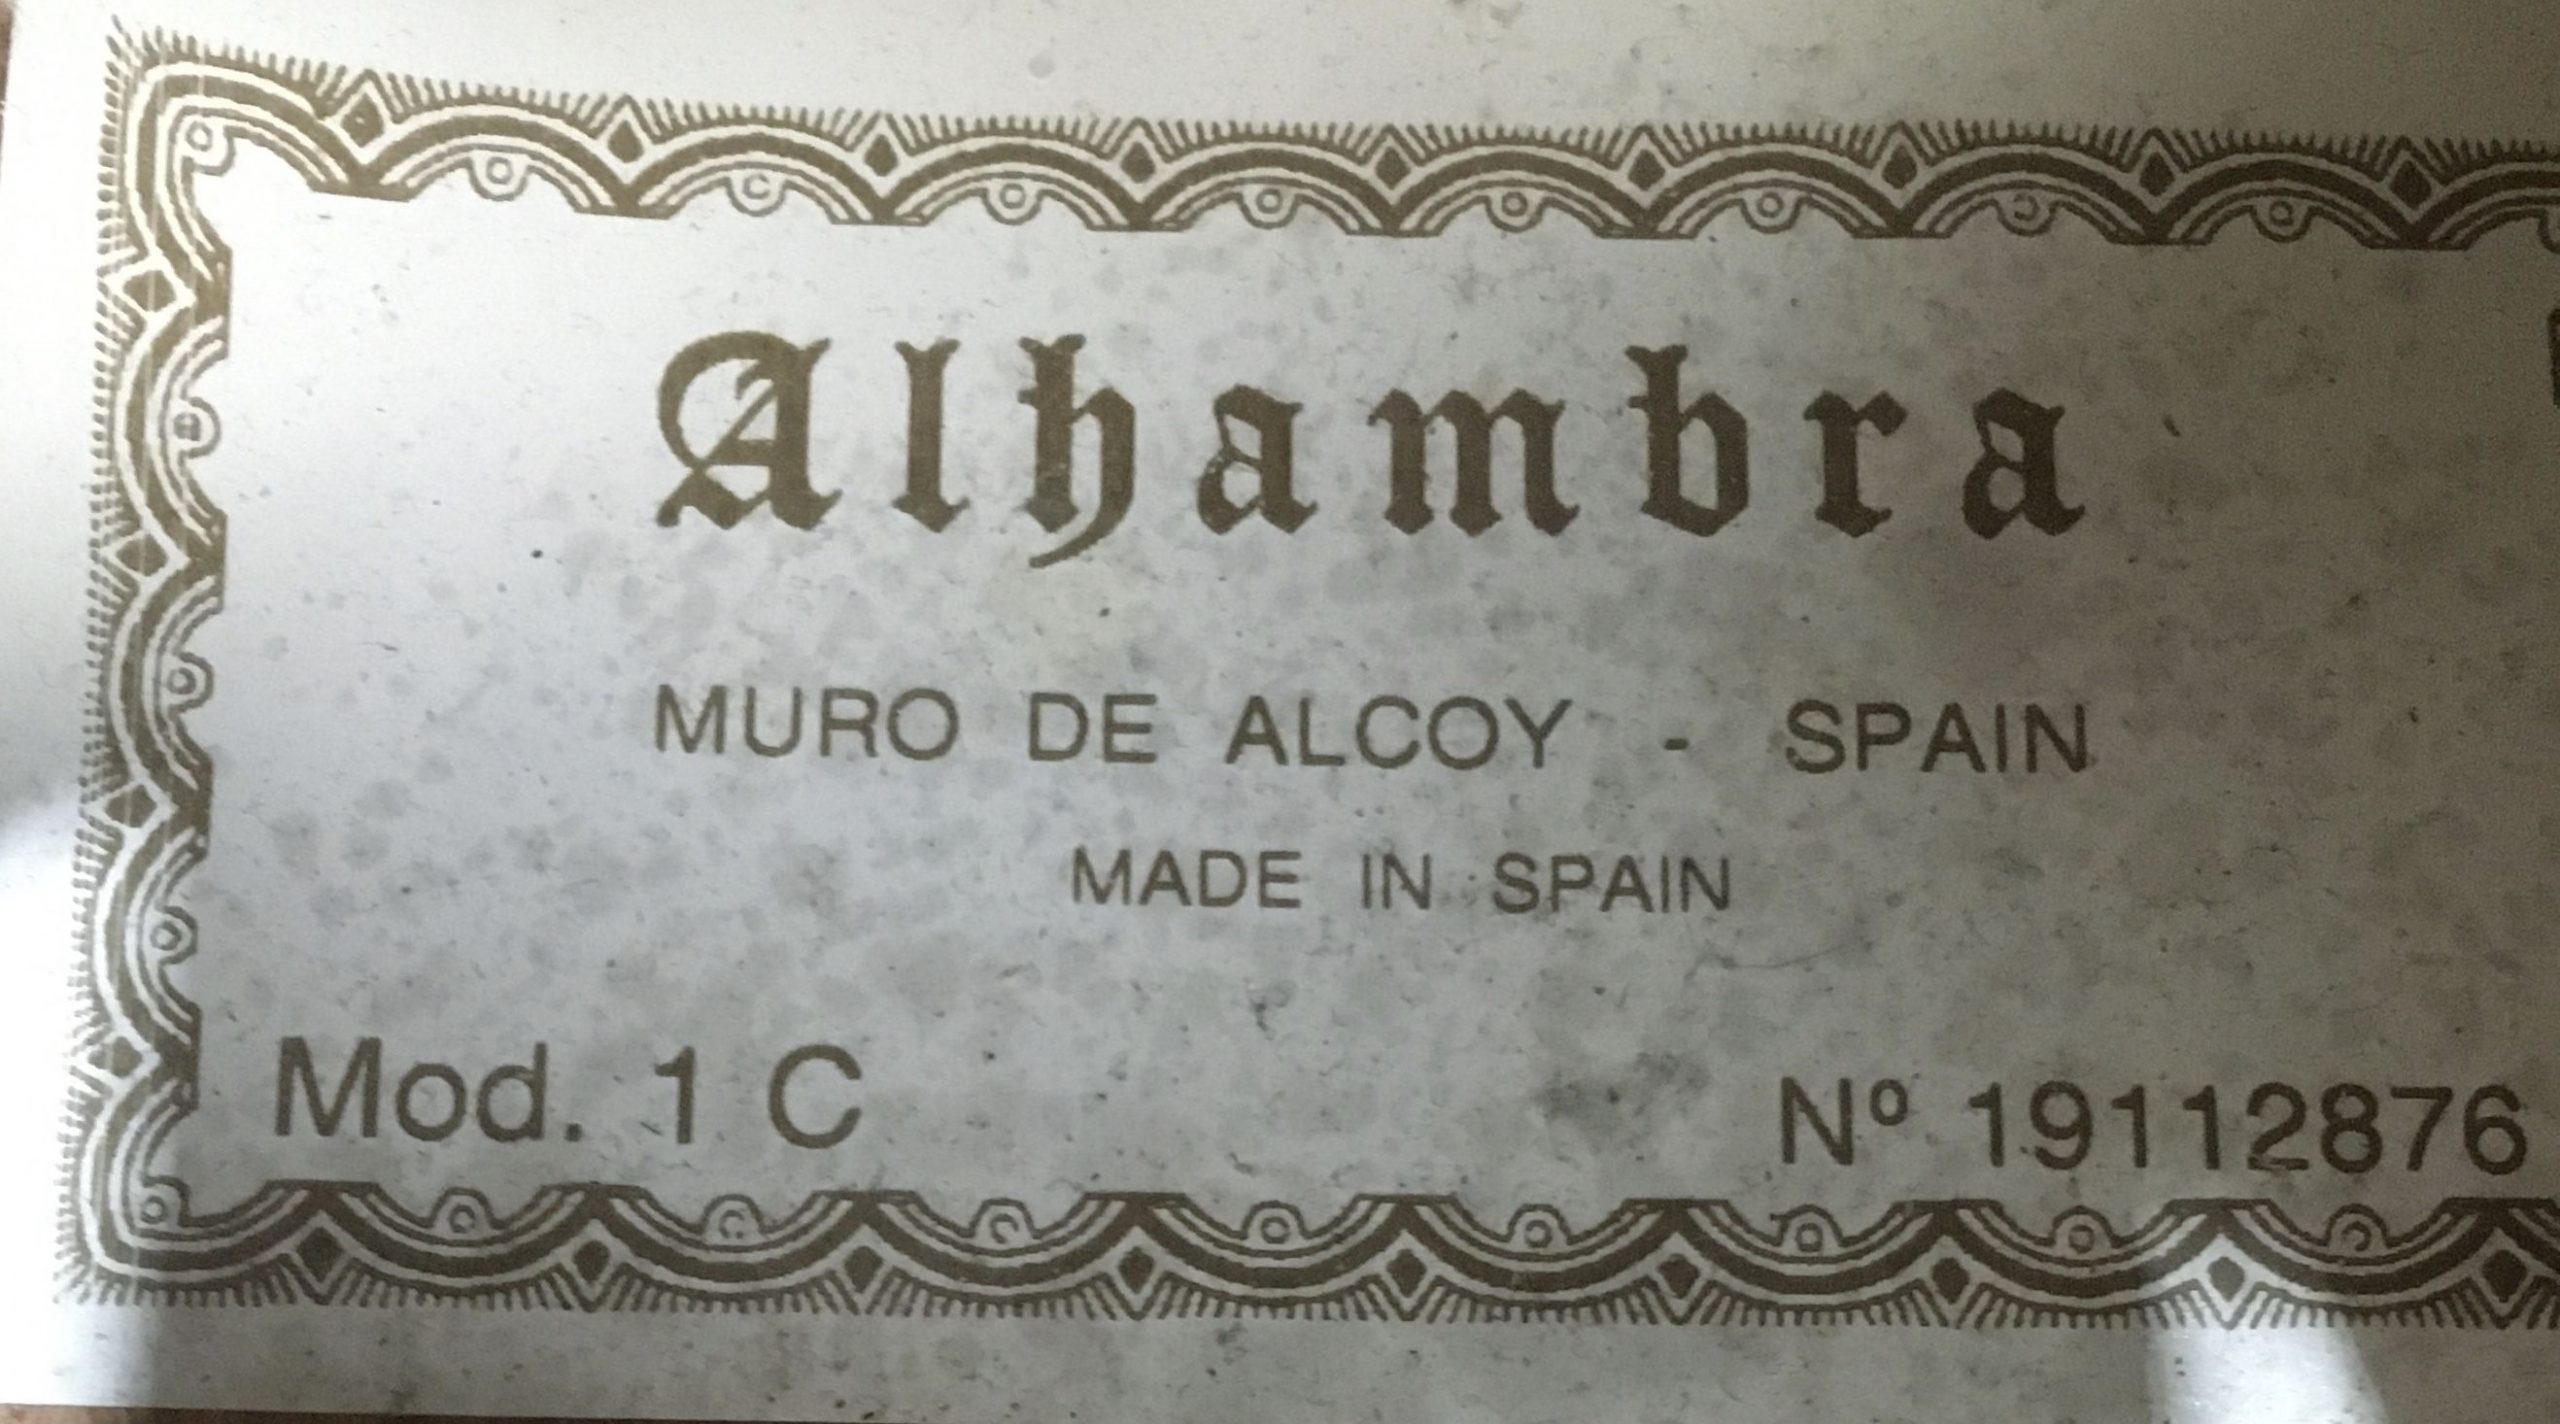 Alhambra
MURO DE ALCOY - SPAIN
MADE IN SPAIN
Mod. 1 C Nº 19112876